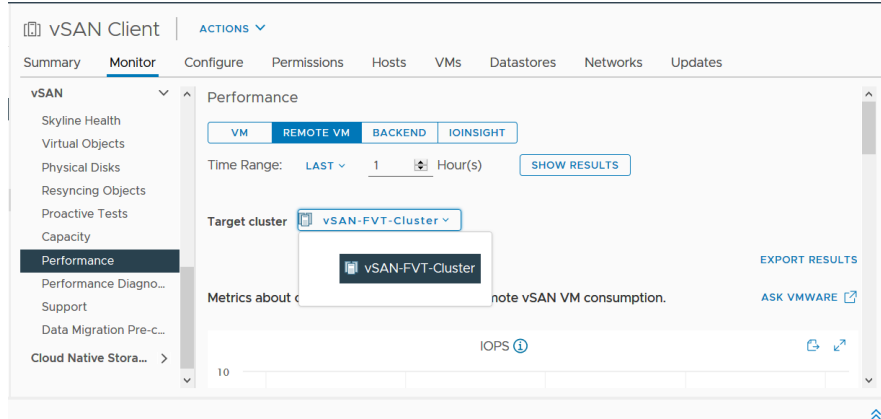 vSAN Client
ACTIONS
Summary Monitor Configure Permissions Hosts VMs Datastores Networks Updates
vSAN
Skyline Health
Virtual Objects
Physical Disks
Resyncing Objects
Proactive Tests
Capacity
Performance
Performance Diagno...
Support
Data Migration Pre-c...
Cloud Native Stora...
Performance
VM REMOTE VM BACKEND IOINSIGHT
Time Range: LAST 1 Hour(s) SHOW RESULTS
Target cluster vSAN-FVT-Cluster
vSAN-FVT-Cluster
EXPORT RESULTS
Metrics about vSAN VM consumption.
ASK VMWARE
IOPS
10